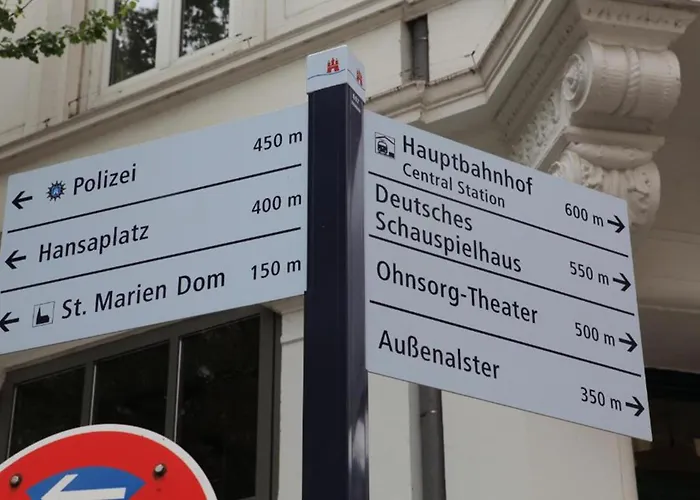 Polizei 450 m
Hansaplatz 400 m
St. Marien Dom 150 m
Hauptbahnhof
Central Station 600 m
Deutsches
Schauspielhaus 550 m
Ohnsorg-Theater 500 m
Außenalster 350 m